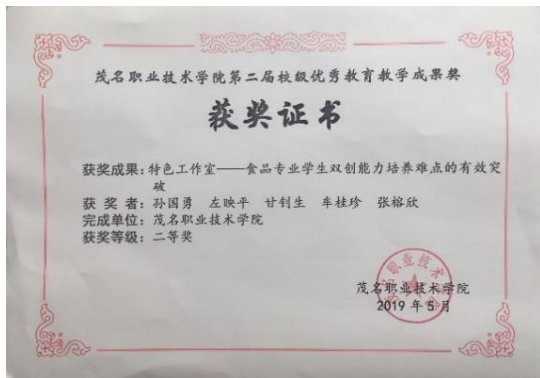 茂名职业技术学院第二届校级优秀教育教学成果奖
获奖证书
获奖成果：特色工作室——食品专业学生双创能力培养难点的有效突
破
获奖者：孙国勇 左映平 甘钊生 车桂珍 张榕欣
完成单位：茂名职业技术学院
获奖等级：二等奖
茂名职业技术学院
2019年5月